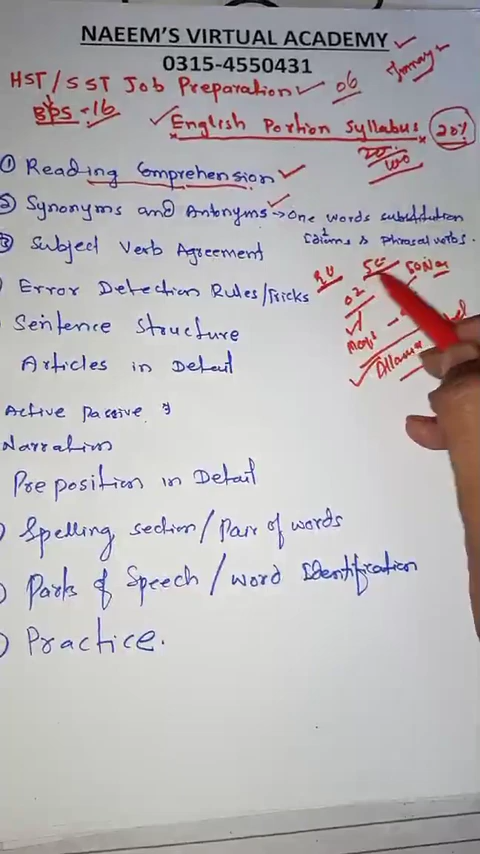 NAEEM'S VIRTUAL ACADEMY
0315-4550431
HST/SST Job Preparation 06
BPS-16
English Portion Syllabus 20%
① Reading Comprehension
② Synonyms and Antonyms → one words substitution
Idioms & phrasal verbs.
③ Subject Verb Agreement
Error Detection Rules/Tricks
Sentence Structure
Articles in Detail
Active Passive &
Narration
Preposition in Detail
Spelling section/Pair of words
Parts of Speech/word Identification
Practice.